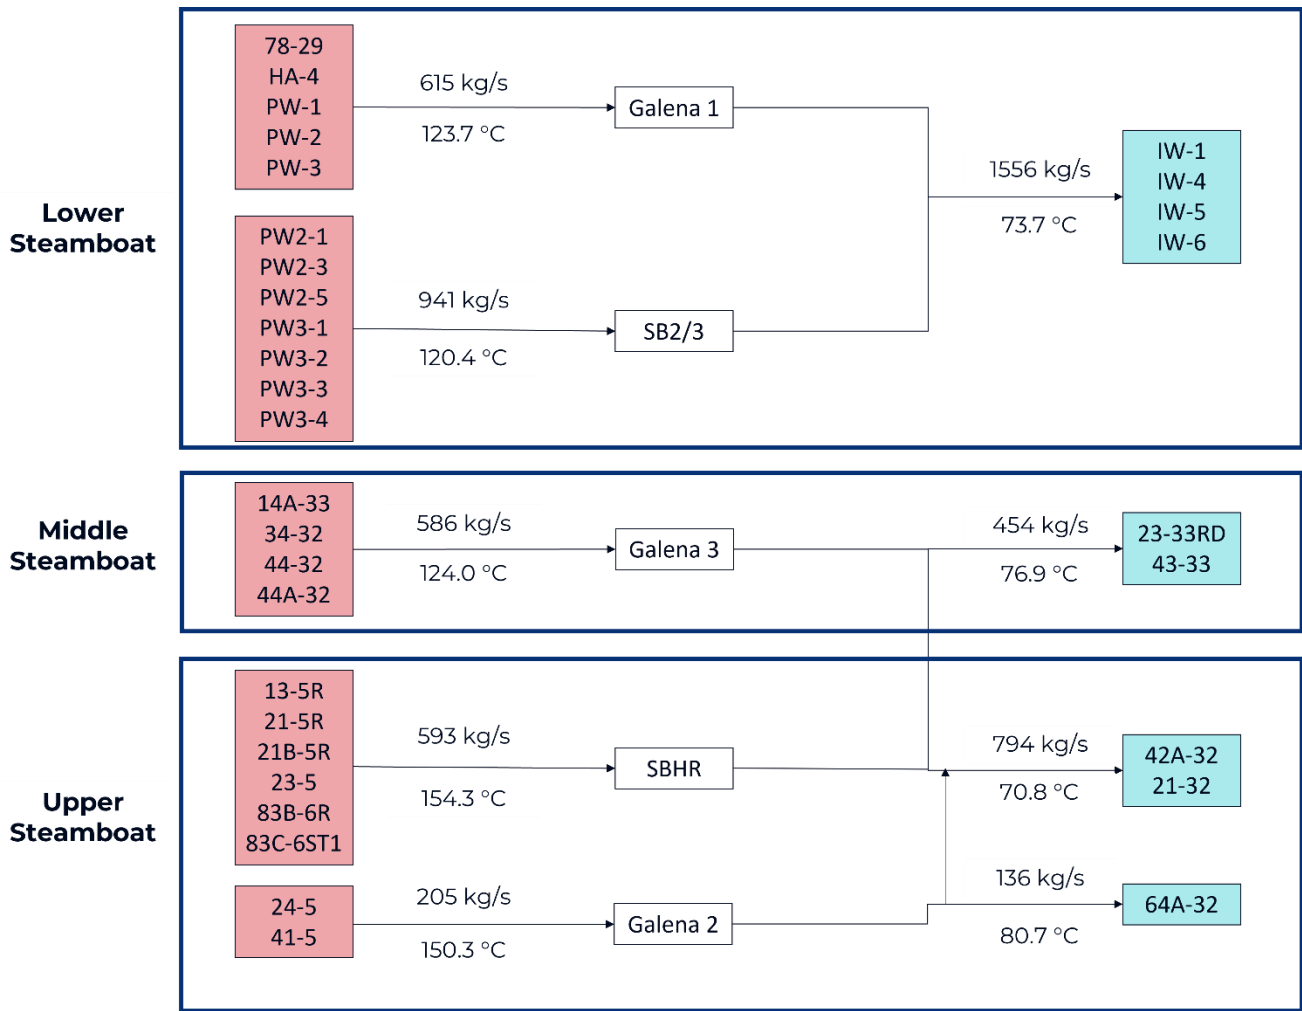 Lower
Steamboat
78-29
HA-4
PW-1
PW-2
PW-3
615 kg/s
123.7 °C
Galena 1
PW2-1
PW2-3
PW2-5
PW3-1
PW3-2
PW3-3
PW3-4
941 kg/s
120.4 °C
SB2/3
1556 kg/s
73.7 °C
IW-1
IW-4
IW-5
IW-6
Middle
Steamboat
14A-33
34-32
44-32
44A-32
586 kg/s
124.0 °C
Galena 3
454 kg/s
76.9 °C
23-33RD
43-33
Upper
Steamboat
13-5R
21-5R
21B-5R
23-5
83B-6R
83C-6ST1
593 kg/s
154.3 °C
SBHR
794 kg/s
70.8 °C
42A-32
21-32
24-5
41-5
205 kg/s
150.3 °C
Galena 2
136 kg/s
80.7 °C
64A-32